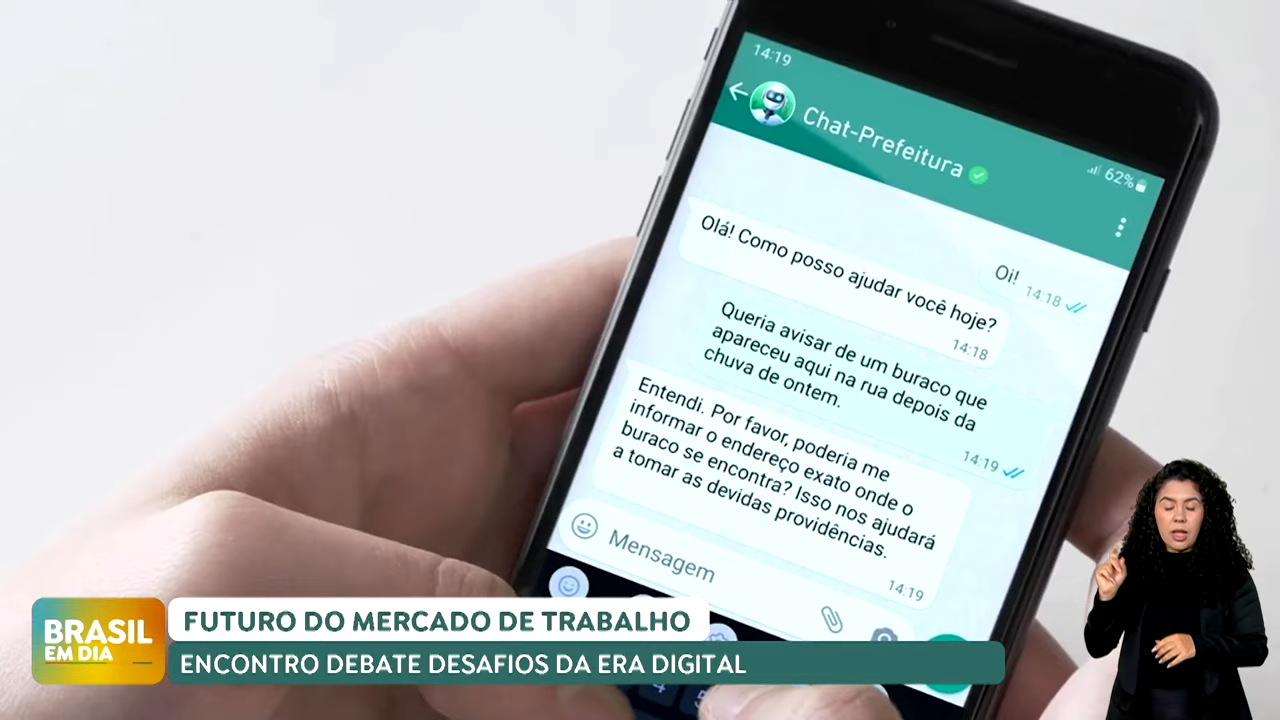 14:19
62%
Chat-Prefeitura
Oi!
14:18
Olá! Como posso ajudar você hoje?
14:18
Queria avisar de um buraco que
apareceu aqui na rua depois da
chuva de ontem.
14:19
Entendi. Por favor, poderia me
informar o endereço exato onde o
buraco se encontra? Isso nos ajudará
a tomar as devidas providências.
14:19
Mensagem
BRASIL
EM DIA
FUTURO DO MERCADO DE TRABALHO
ENCONTRO DEBATE DESAFIOS DA ERA DIGITAL